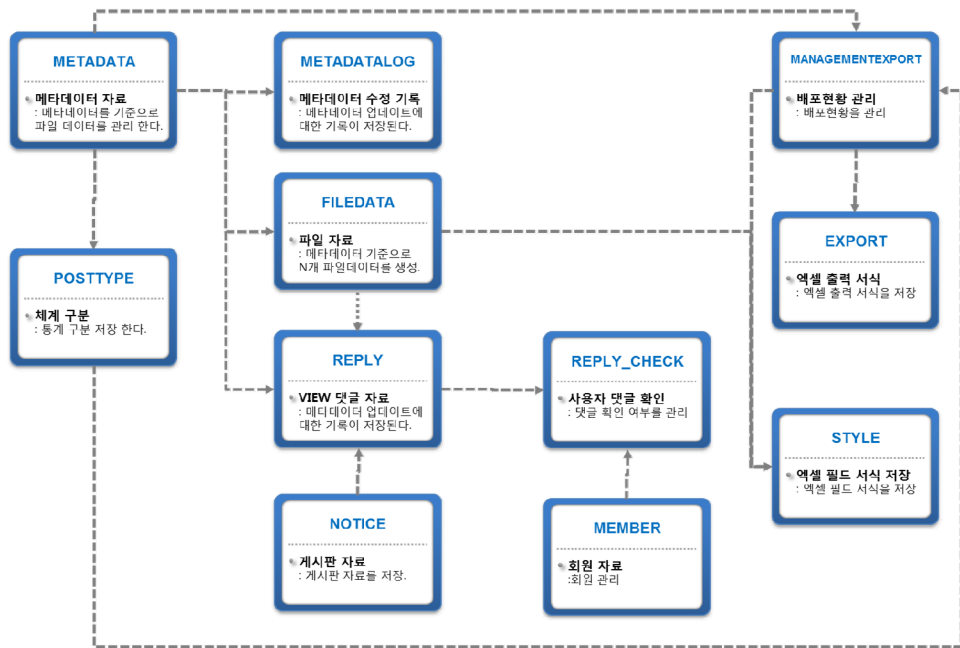 METADATA
메타데이터 자료
: 메타데이터를 기준으로
파일 데이터를 관리 한다.
METADATALOG
메타데이터 수정 기록
: 메타데이터 업데이트에
대한 기록이 저장된다.
MANAGEMENTEXPORT
배포현황 관리
: 배포현황을 관리
FILEDATA
파일 자료
: 메타데이터 기준으로
N개 파일데이터를 생성.
EXPORT
엑셀 출력 서식
: 엑셀 출력 서식을 저장
POSTTYPE
체계 구분
: 통계 구분 저장 한다.
REPLY
VIEW 댓글 자료
: 메디데이터 업데이트에
대한 기록이 저장된다.
REPLY_CHECK
사용자 댓글 확인
: 댓글 확인 여부를 관리
STYLE
엑셀 필드 서식 저장
: 엑셀 필드 서식을 저장
NOTICE
게시판 자료
: 게시판 자료를 저장.
MEMBER
회원 자료
:회원 관리